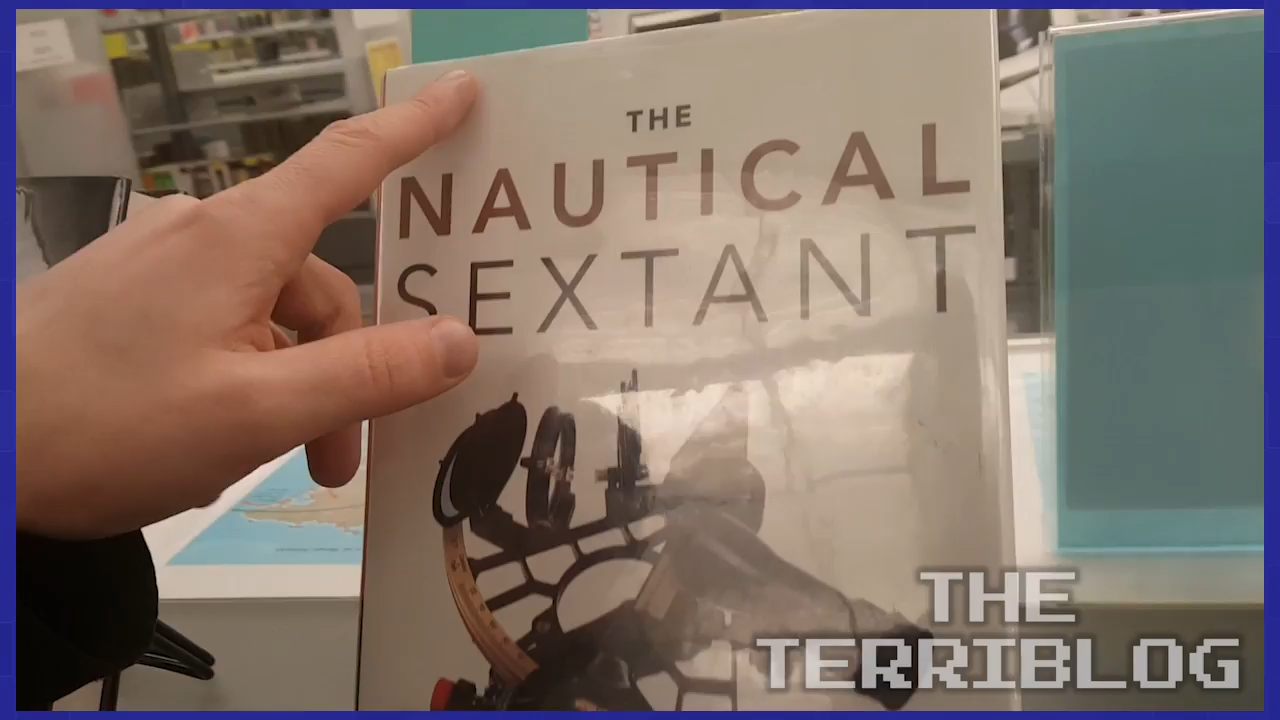 THE
NAUTICAL
SEXTANT
THE
TERRIBLOG